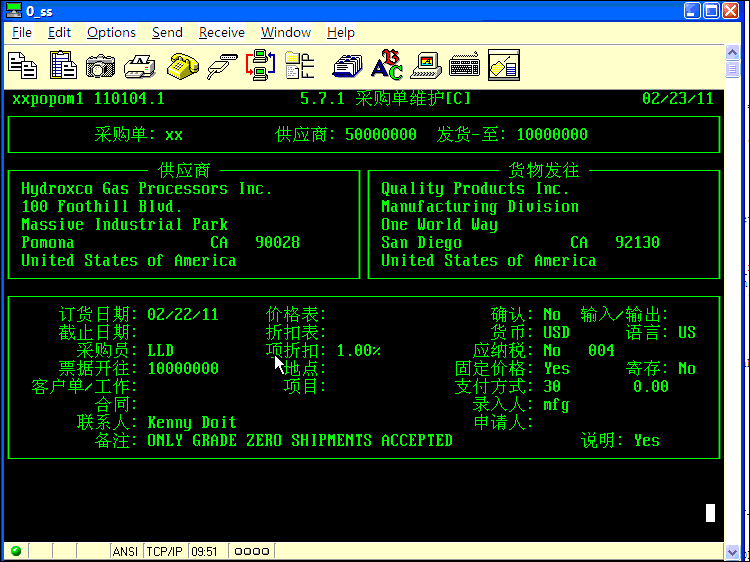 0_ss
File Edit Options Send Receive Window Help
xxpopom1 110104.1 5.7.1 采购单维护[C] 02/23/11
采购单: xx 供应商: 50000000 发货-至: 10000000
供应商 货物发往
Hydroxco Gas Processors Inc. Quality Products Inc.
100 Foothill Blvd. Manufacturing Division
Massive Industrial Park One World Way
Pomona CA 90028 San Diego CA 92130
United States of America United States of America
订货日期: 02/22/11 价格表: 确认: No 输入/输出:
截止日期: 折扣表: 货币: USD 语言: US
采购员: LLD 项折扣: 1.00% 应纳税: No 004
票据开往: 10000000 地点: 固定价格: Yes 寄存: No
客户单/工作: 项目: 支付方式: 30 0.00
合同: 录入人: mfg
联系人: Kenny Doit 申请人:
备注: ONLY GRADE ZERO SHIPMENTS ACCEPTED 说明: Yes
ANSI TCP/IP 09:51